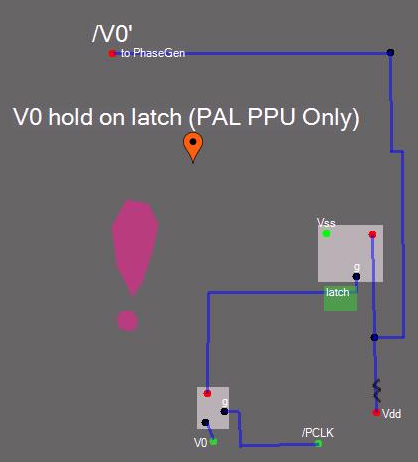 /V0'
to PhaseGen
V0 hold on latch (PAL PPU Only)
Vss
g
latch
g
Vdd
/PCLK
V0